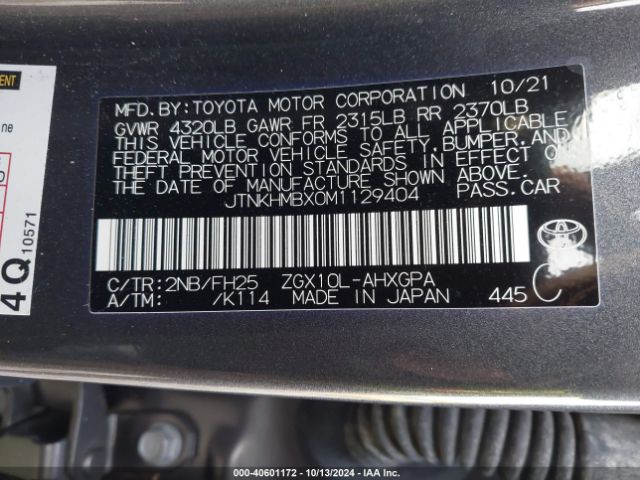 MFD.BY:TOYOTA MOTOR CORPORATION 10/21
GVWR 4320LB GAWR FR 2315LB RR 2370LB
THIS VEHICLE CONFORMS TO ALL APPLICABLE
FEDERAL MOTOR VEHICLE SAFETY,BUMPER,AND
THEFT PREVENTION STANDARDS IN EFFECT ON
THE DATE OF MANUFACTURE SHOWN ABOVE.
JTNKHMBX0M1129404 PASS.CAR
C/TR:2NB/FH25 ZGX10L-AHXGPA
A/TM: /K114 MADE IN JAPAN 445 C
TOYOTA
ne
4Q 10571
000-40601172 | 10/13/2024 | IAA Inc.